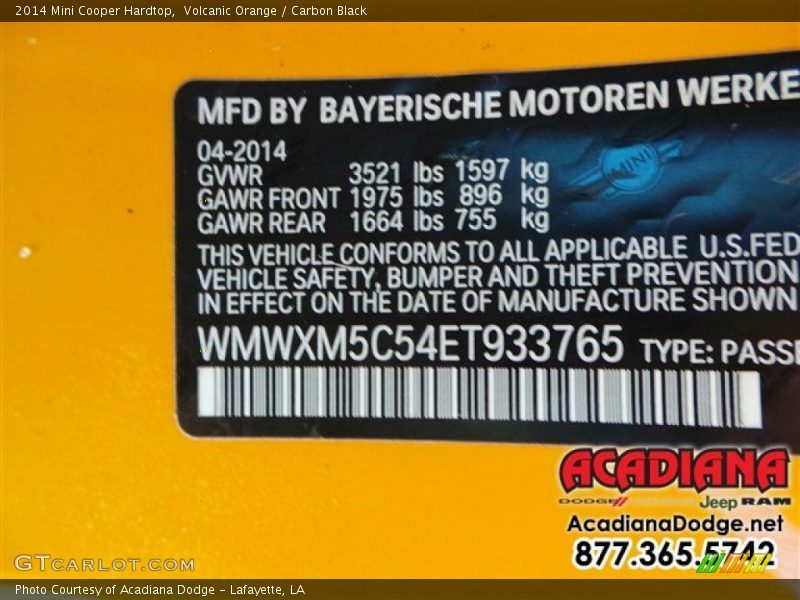 2014 Mini Cooper Hardtop,  Volcanic Orange / Carbon Black
MFD BY BAYERISCHE MOTOREN WERKE
04-2014
MINI
GVWR 3521 lbs 1597 kg
GAWR FRONT 1975 lbs 896 kg
GAWR REAR 1664 lbs 755 kg
THIS VEHICLE CONFORMS TO ALL APPLICABLE U.S.FED
VEHICLE SAFETY, BUMPER AND THEFT PREVENTION
IN EFFECT ON THE DATE OF MANUFACTURE SHOWN
WMWXM5C54ET933765 TYPE: PASSE
ACADIANA
DODGE Jeep RAM
AcadianaDodge.net
877.365.5742
GTCARLOT.COM
Photo Courtesy of Acadiana Dodge - Lafayette, LA